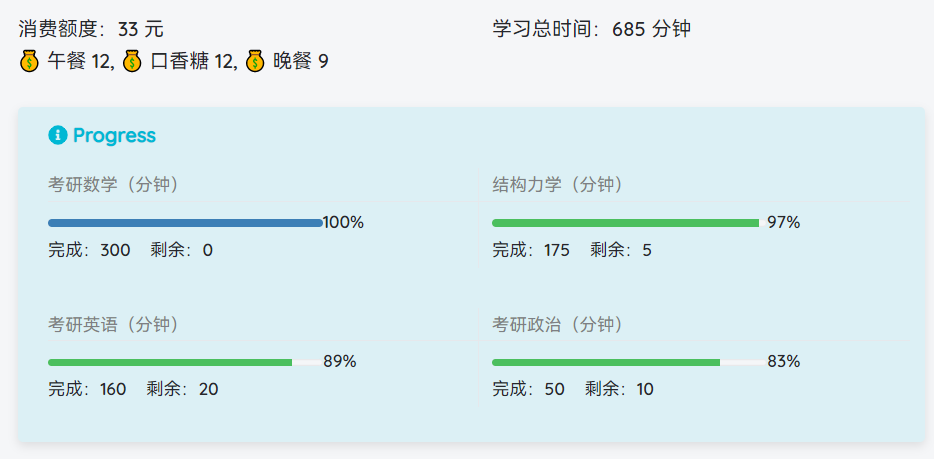 消费额度：33 元
学习总时间：685 分钟
午餐 12, 口香糖 12, 晚餐 9
Progress
考研数学（分钟）
100%
完成：300 剩余：0
结构力学（分钟）
97%
完成：175 剩余：5
考研英语（分钟）
89%
完成：160 剩余：20
考研政治（分钟）
83%
完成：50 剩余：10